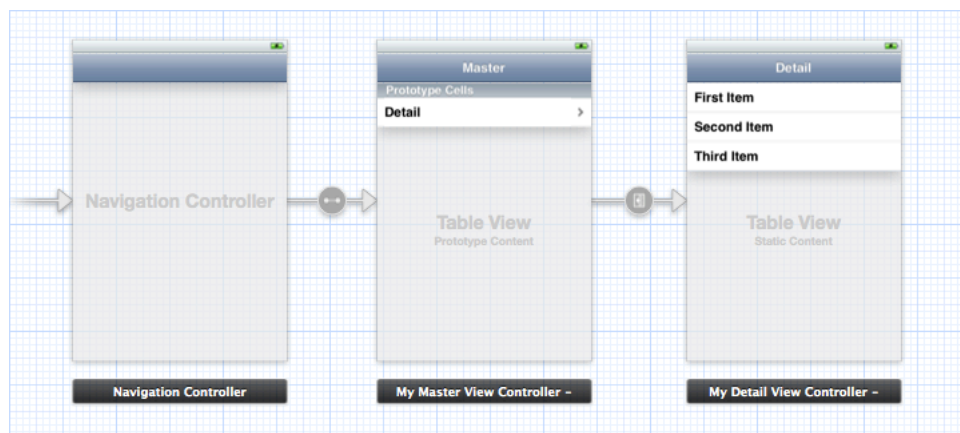 Navigation Controller
Navigation Controller
Master
Prototype Cells
Detail
Table View
Prototype Content
My Master View Controller –
Detail
First Item
Second Item
Third Item
Table View
Static Content
My Detail View Controller –